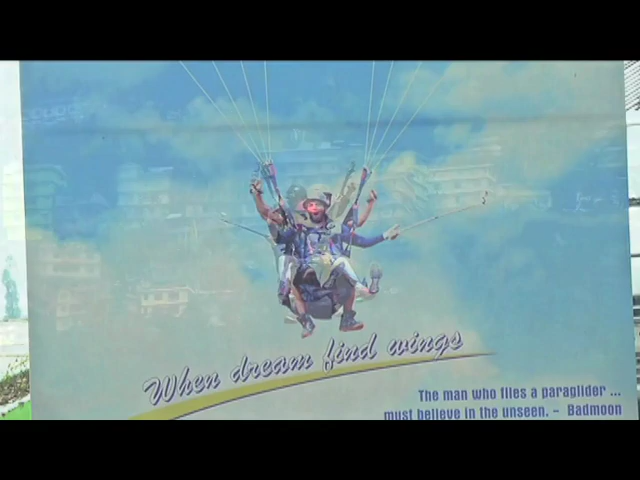 When dream find wings
The man who flies a paraglider ...
must believe in the unseen. - Badmoon